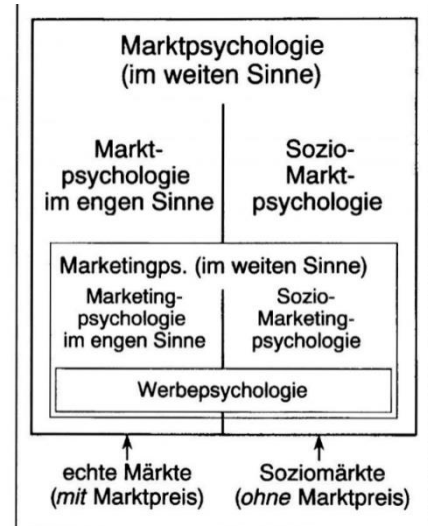 Marktpsychologie
(im weiten Sinne)
Markt-
psychologie
im engen Sinne
Sozio-
Markt-
psychologie
Marketingps. (im weiten Sinne)
Marketing-
psychologie
im engen Sinne
Sozio-
Marketing-
psychologie
Werbepsychologie
echte Märkte
(mit Marktpreis)
Soziomärkte
(ohne Marktpreis)